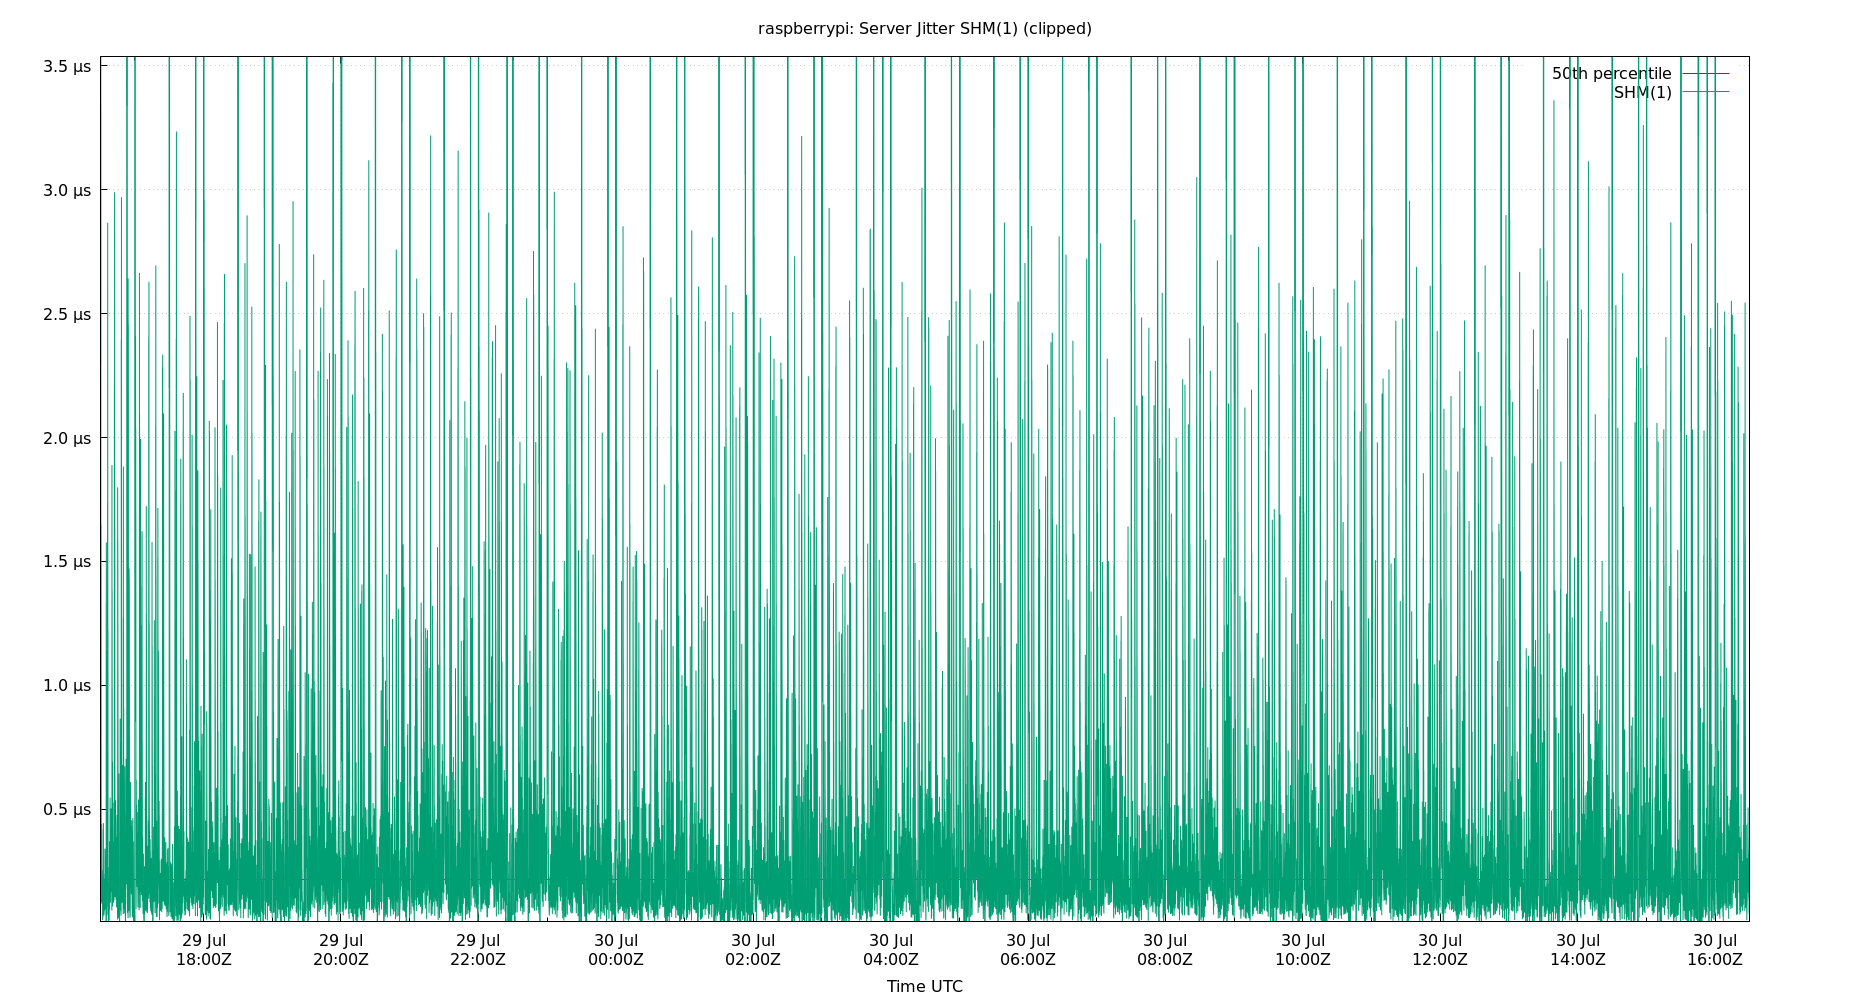 raspberrypi: Server Jitter SHM(1) (clipped)
3.5 μs
50th percentile
SHM(1)
3.0 μs
2.5 μs
2.0 μs
1.5 μs
1.0 μs
0.5 μs
29 Jul 29 Jul 29 Jul 30 Jul 30 Jul 30 Jul 30 Jul 30 Jul 30 Jul 30 Jul 30 Jul 30 Jul
18:00Z 20:00Z 22:00Z 00:00Z 02:00Z 04:00Z 06:00Z 08:00Z 10:00Z 12:00Z 14:00Z 16:00Z
Time UTC